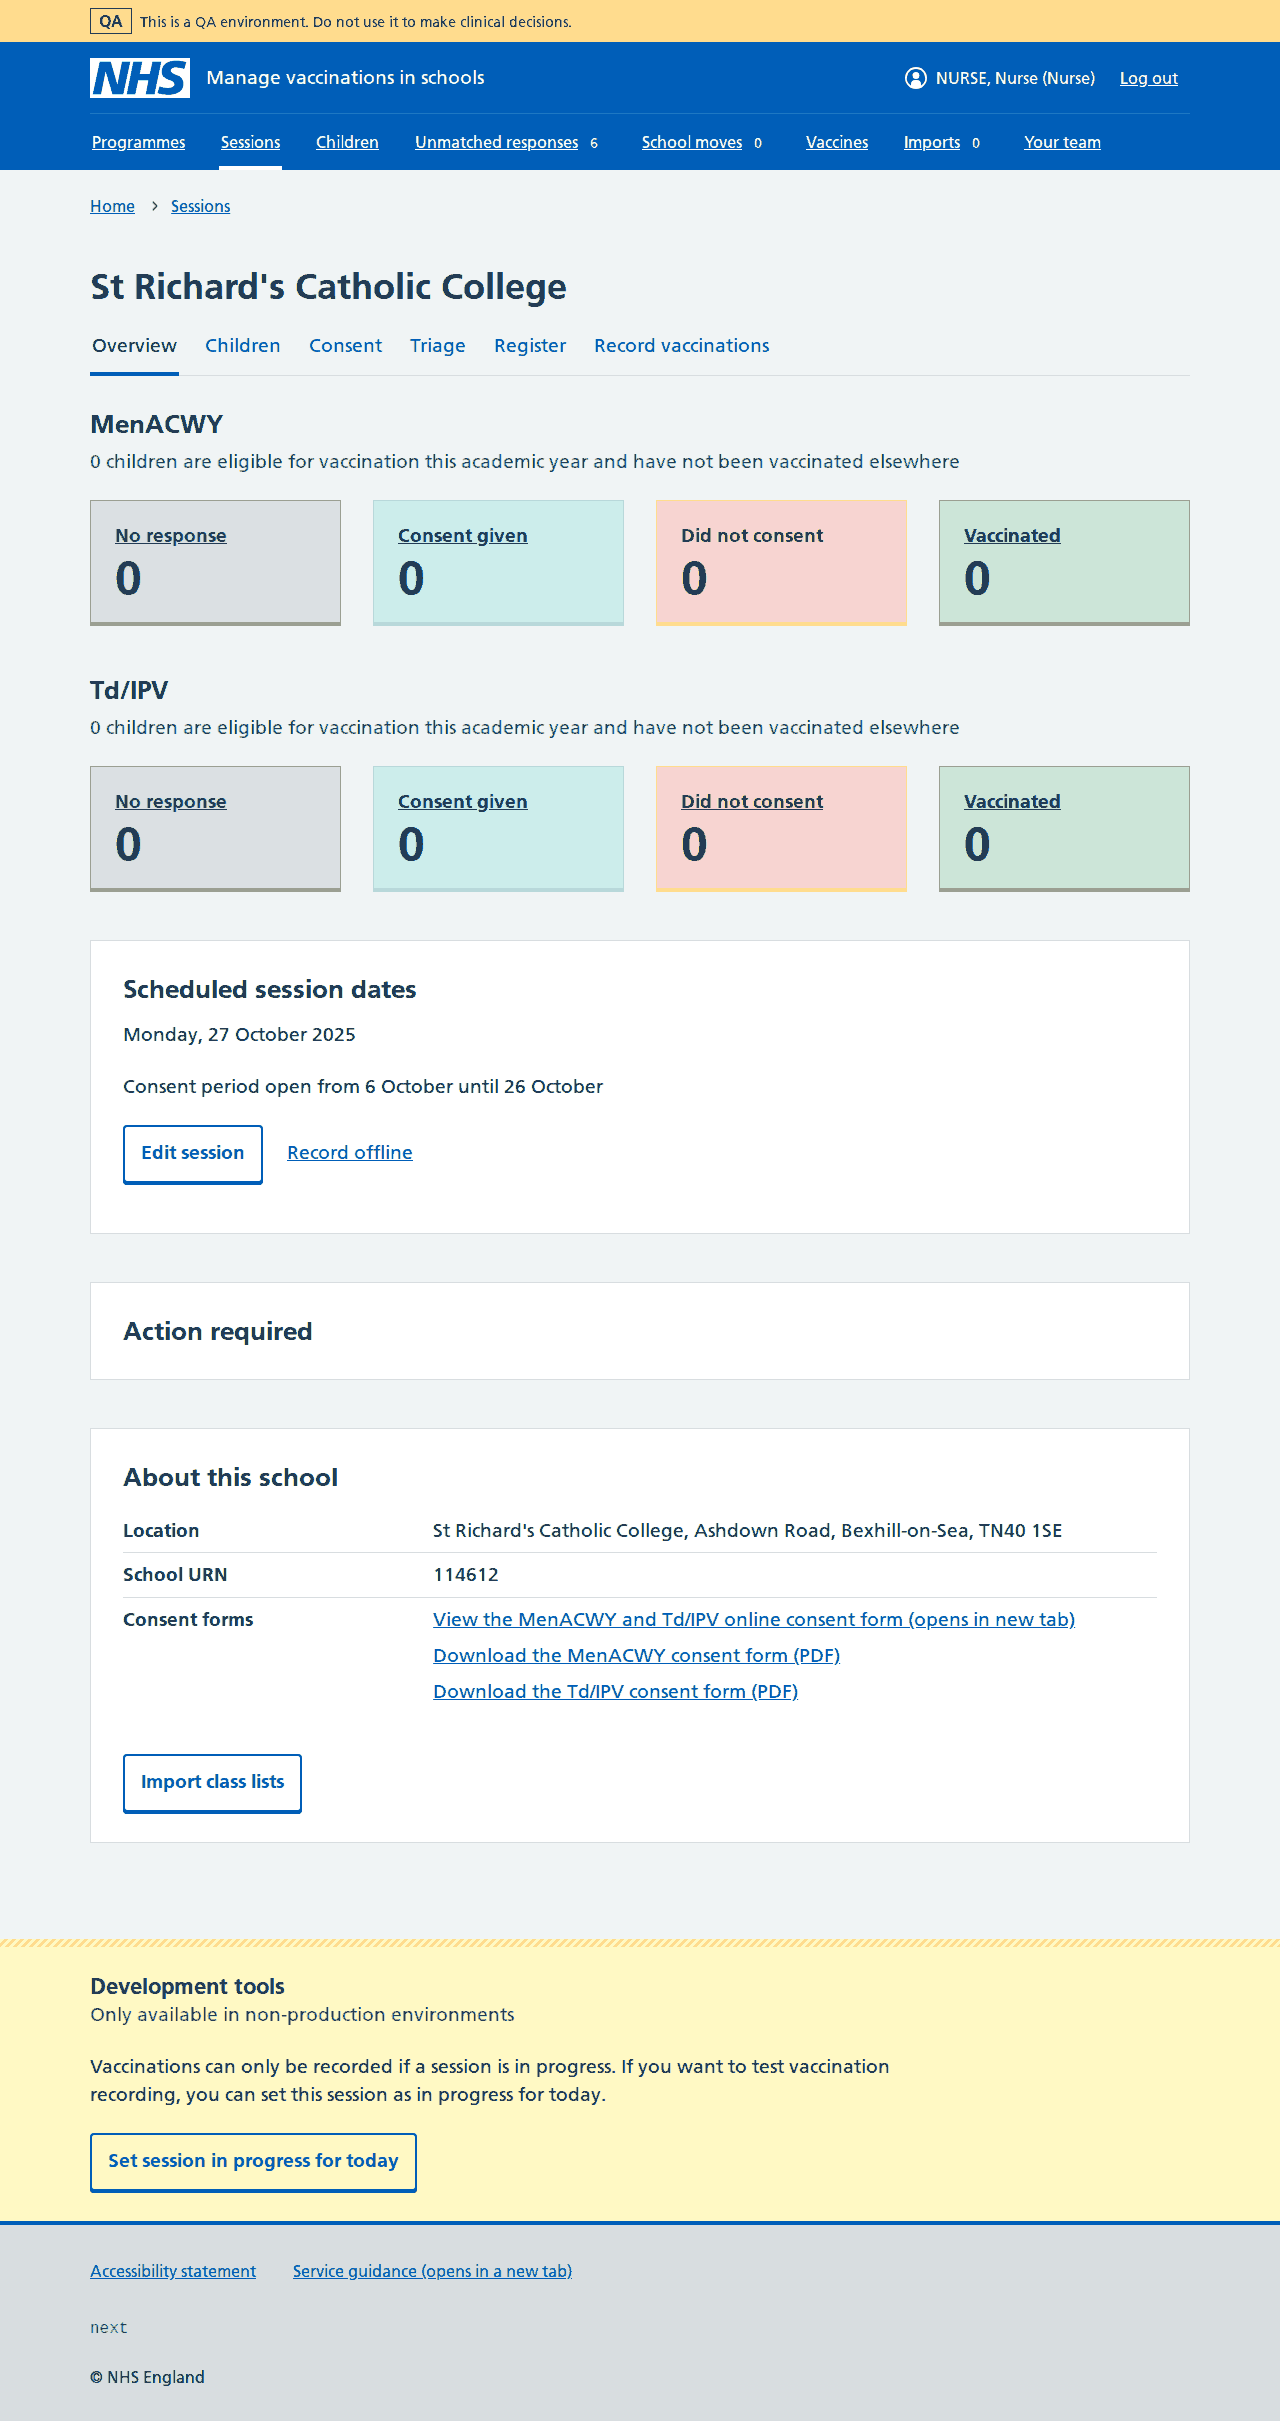 QA This is a QA environment. Do not use it to make clinical decisions.
NHS Manage vaccinations in schools NURSE, Nurse (Nurse) Log out
Programmes Sessions Children Unmatched responses 6 School moves 0 Vaccines Imports 0 Your team
Home Sessions
St Richard's Catholic College
Overview Children Consent Triage Register Record vaccinations
MenACWY
0 children are eligible for vaccination this academic year and have not been vaccinated elsewhere
No response Consent given Did not consent Vaccinated
0 0 0 0
Td/IPV
0 children are eligible for vaccination this academic year and have not been vaccinated elsewhere
No response Consent given Did not consent Vaccinated
0 0 0 0
Scheduled session dates
Monday, 27 October 2025
Consent period open from 6 October until 26 October
Edit session Record offline
Action required
About this school
Location St Richard's Catholic College, Ashdown Road, Bexhill-on-Sea, TN40 1SE
School URN 114612
Consent forms View the MenACWY and Td/IPV online consent form (opens in new tab)
Download the MenACWY consent form (PDF)
Download the Td/IPV consent form (PDF)
Import class lists
Development tools
Only available in non-production environments
Vaccinations can only be recorded if a session is in progress. If you want to test vaccination
recording, you can set this session as in progress for today.
Set session in progress for today
Accessibility statement Service guidance (opens in a new tab)
next
© NHS England